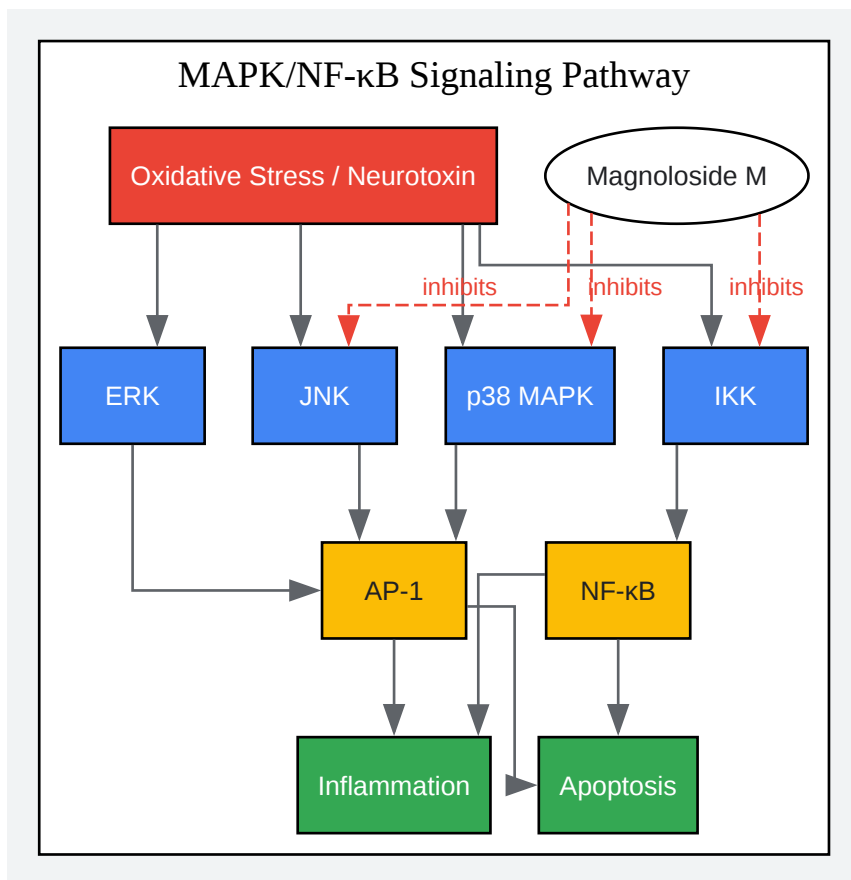 MAPK/NF-κB Signaling Pathway
Oxidative Stress / Neurotoxin
Magnoloside M
inhibits
inhibits
inhibits
ERK
JNK
p38 MAPK
IKK
AP-1
NF-κB
Inflammation
Apoptosis